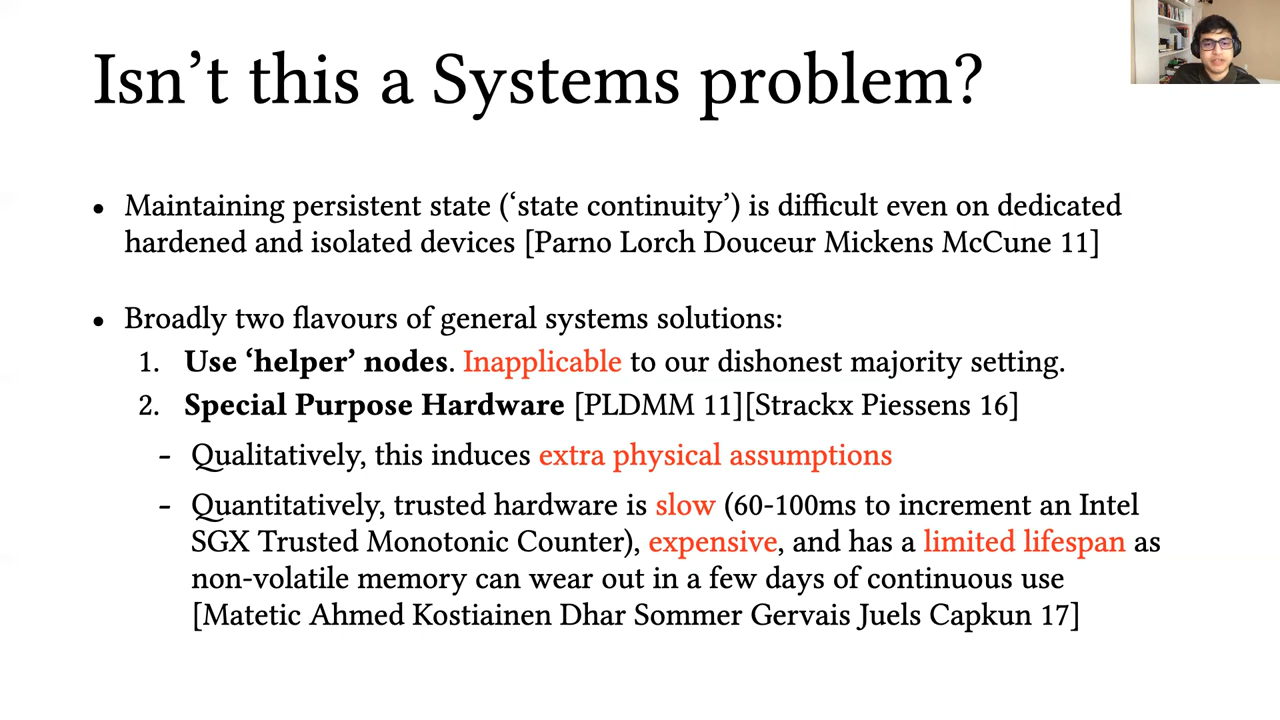 Isn’t this a Systems problem?
• Maintaining persistent state (‘state continuity’) is difficult even on dedicated
hardened and isolated devices [Parno Lorch Douceur Mickens McCune 11]
• Broadly two flavours of general systems solutions:
1. Use ‘helper’ nodes. Inapplicable to our dishonest majority setting.
2. Special Purpose Hardware [PLDMM 11][Strackx Piessens 16]
- Qualitatively, this induces extra physical assumptions
- Quantitatively, trusted hardware is slow (60-100ms to increment an Intel
SGX Trusted Monotonic Counter), expensive, and has a limited lifespan as
non-volatile memory can wear out in a few days of continuous use
[Matetic Ahmed Kostiainen Dhar Sommer Gervais Juels Capkun 17]